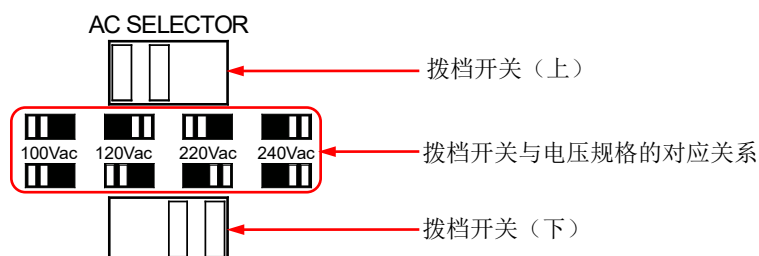 AC SELECTOR
拨档开关（上）
100Vac 120Vac 220Vac 240Vac
拨档开关与电压规格的对应关系
拨档开关（下）